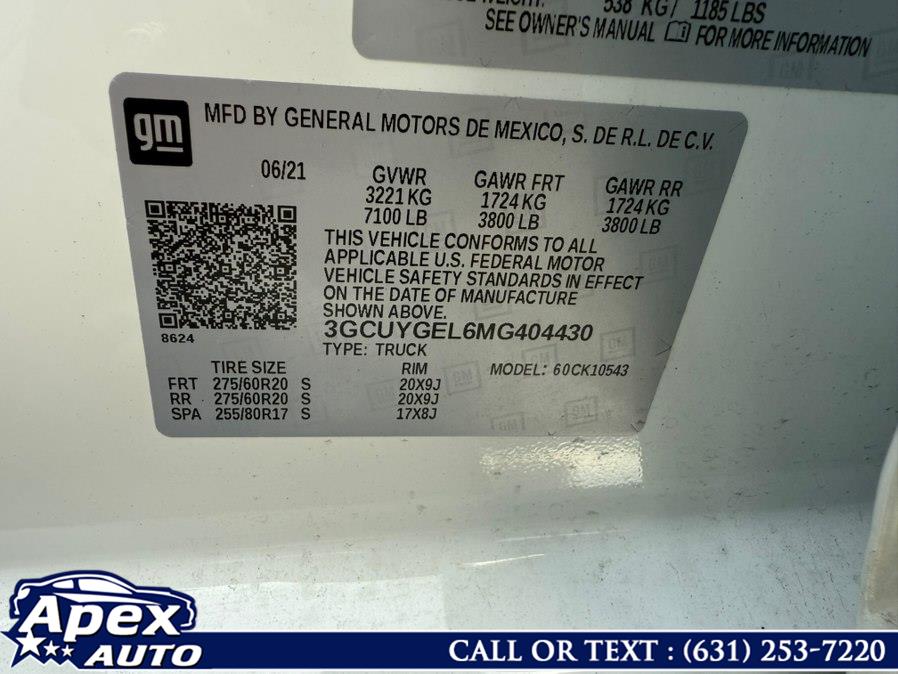 538 KG / 1185 LBS
SEE OWNER'S MANUAL FOR MORE INFORMATION
gm
MFD BY GENERAL MOTORS DE MEXICO, S. DE R.L. DE C.V.
06/21 GVWR GAWR FRT GAWR RR
3221 KG 1724 KG 1724 KG
7100 LB 3800 LB 3800 LB
THIS VEHICLE CONFORMS TO ALL
APPLICABLE U.S. FEDERAL MOTOR
VEHICLE SAFETY STANDARDS IN EFFECT
ON THE DATE OF MANUFACTURE
SHOWN ABOVE.
8624
3GCUYGEL6MG404430
TYPE: TRUCK
TIRE SIZE RIM MODEL: 60CK10543
FRT 275/60R20 S 20X9J
RR 275/60R20 S 20X9J
SPA 255/80R17 S 17X8J
APEX
AUTO
CALL OR TEXT : (631) 253-7220